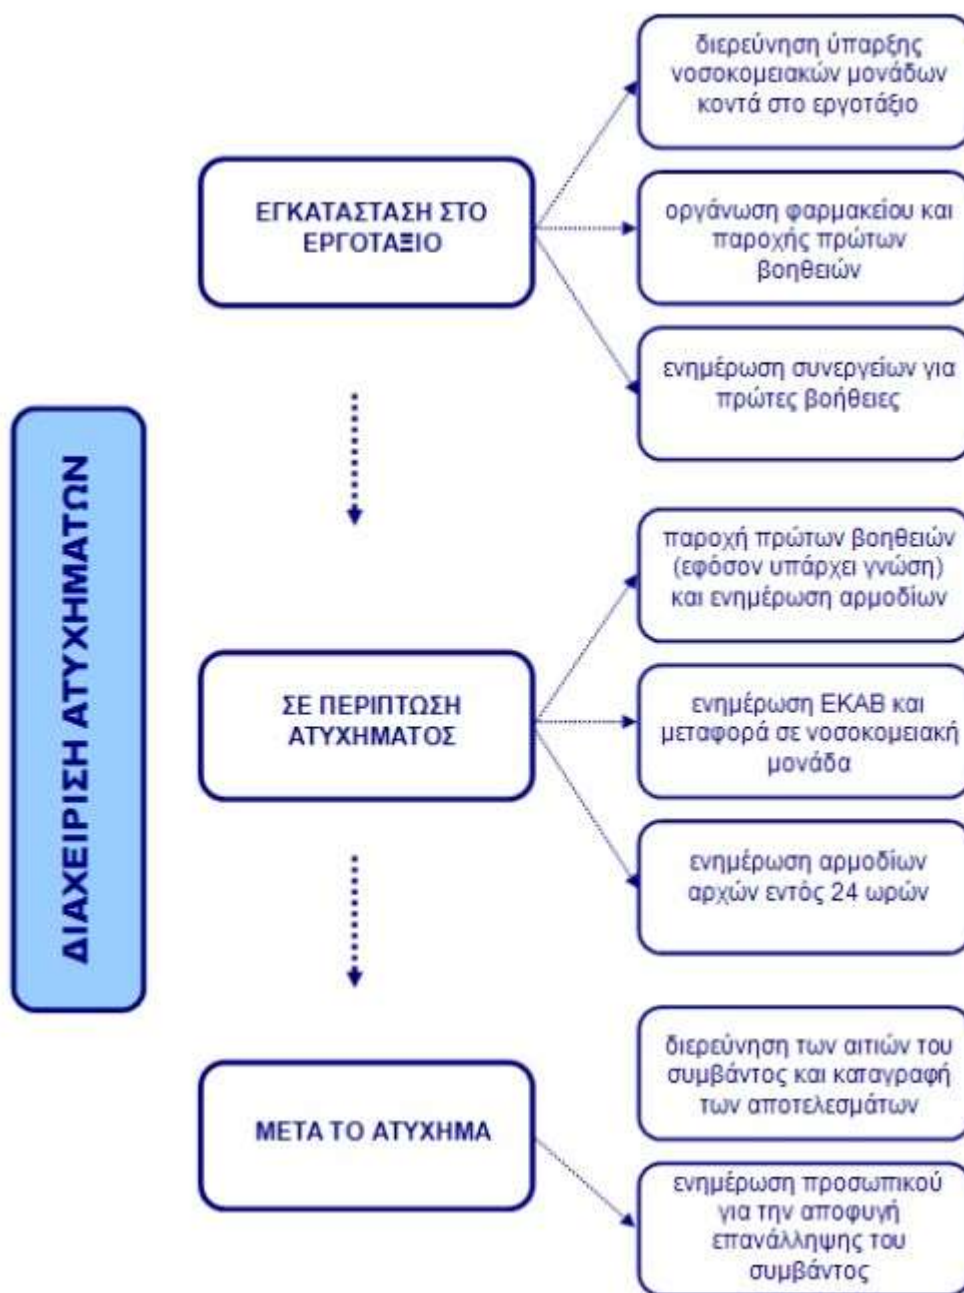 ΔΙΑΧΕΙΡΙΣΗ ΑΤΥΧΗΜΑΤΩΝ
ΕΓΚΑΤΑΣΤΑΣΗ ΣΤΟ
ΕΡΓΟΤΑΞΙΟ
διερεύνηση ύπαρξης
νοσοκομειακών μονάδων
κοντά στο εργοτάξιο
οργάνωση φαρμακείου και
παροχής πρώτων
βοηθειών
ενημέρωση συνεργείων για
πρώτες βοήθειες
ΣΕ ΠΕΡΙΠΤΩΣΗ
ΑΤΥΧΗΜΑΤΟΣ
παροχή πρώτων βοηθειών
(εφόσον υπάρχει γνώση)
και ενημέρωση αρμοδίων
ενημέρωση ΕΚΑΒ και
μεταφορά σε νοσοκομειακή
μονάδα
ενημέρωση αρμοδίων
αρχών εντός 24 ωρών
ΜΕΤΑ ΤΟ ΑΤΥΧΗΜΑ
διερεύνηση των αιτιών του
συμβάντος και καταγραφή
των αποτελεσμάτων
ενημέρωση προσωπικού
για την αποφυγή
επανάλληψης του
συμβάντος